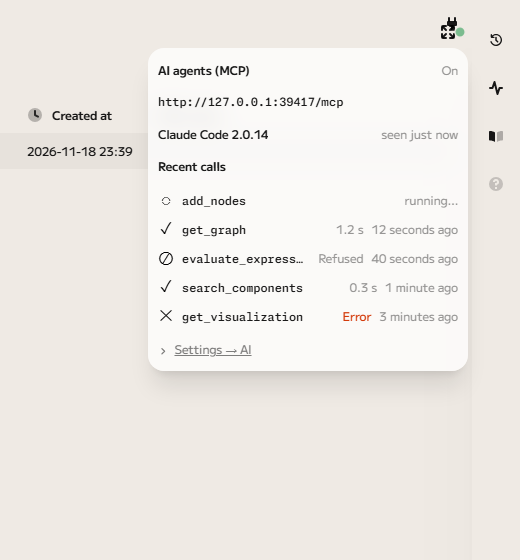 AI agents (MCP) On
http://127.0.0.1:39417/mcp
Created at
Claude Code 2.0.14 seen just now
2026-11-18 23:39
Recent calls
add_nodes running...
get_graph 1.2 s 12 seconds ago
evaluate_express... Refused 40 seconds ago
search_components 0.3 s 1 minute ago
get_visualization Error 3 minutes ago
› Settings → AI